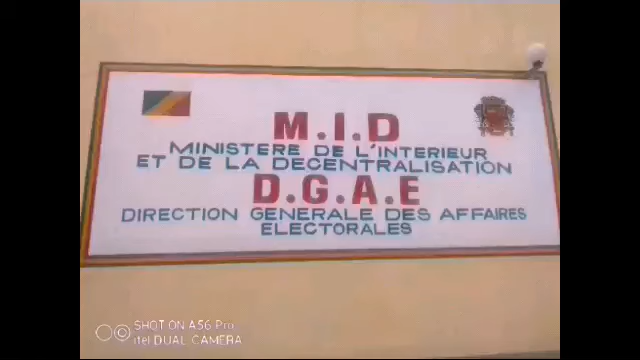 M.I.D
MINISTERE DE L'INTERIEUR
ET DE LA DECENTRALISATION
D.G.A.E
DIRECTION GENERALE DES AFFAIRES
ELECTORALES
SHOT ON A56 Pro
itel DUAL CAMERA